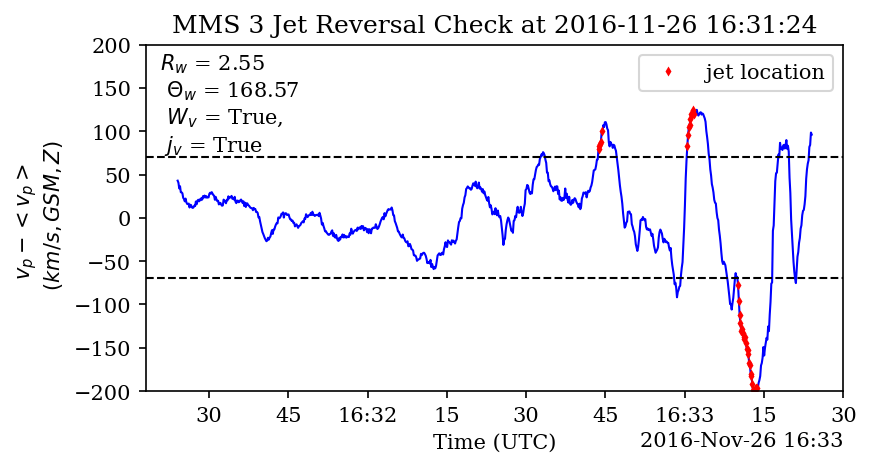 MMS 3 Jet Reversal Check at 2016-11-26 16:31:24
R_w = 2.55
Θ_w = 168.57
W_v = True,
j_v = True
jet location
v_p − < v_p >
(km/s, GSM, Z)
200
150
100
50
0
−50
−100
−150
−200
30 45 16:32 15 30 45 16:33 15 30
Time (UTC)
2016-Nov-26 16:33